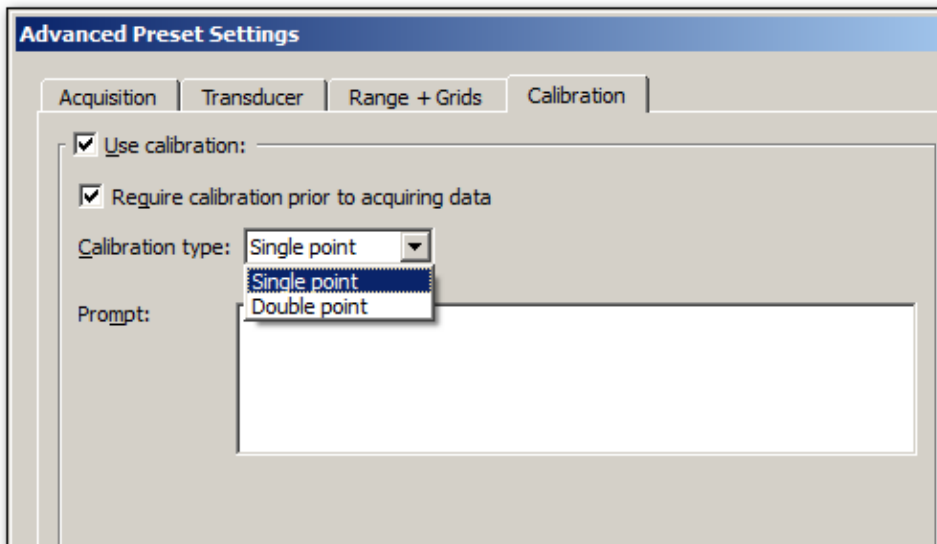 Advanced Preset Settings
Acquisition Transducer Range + Grids Calibration
Use calibration:
Require calibration prior to acquiring data
Calibration type: Single point
Single point
Double point
Prompt: